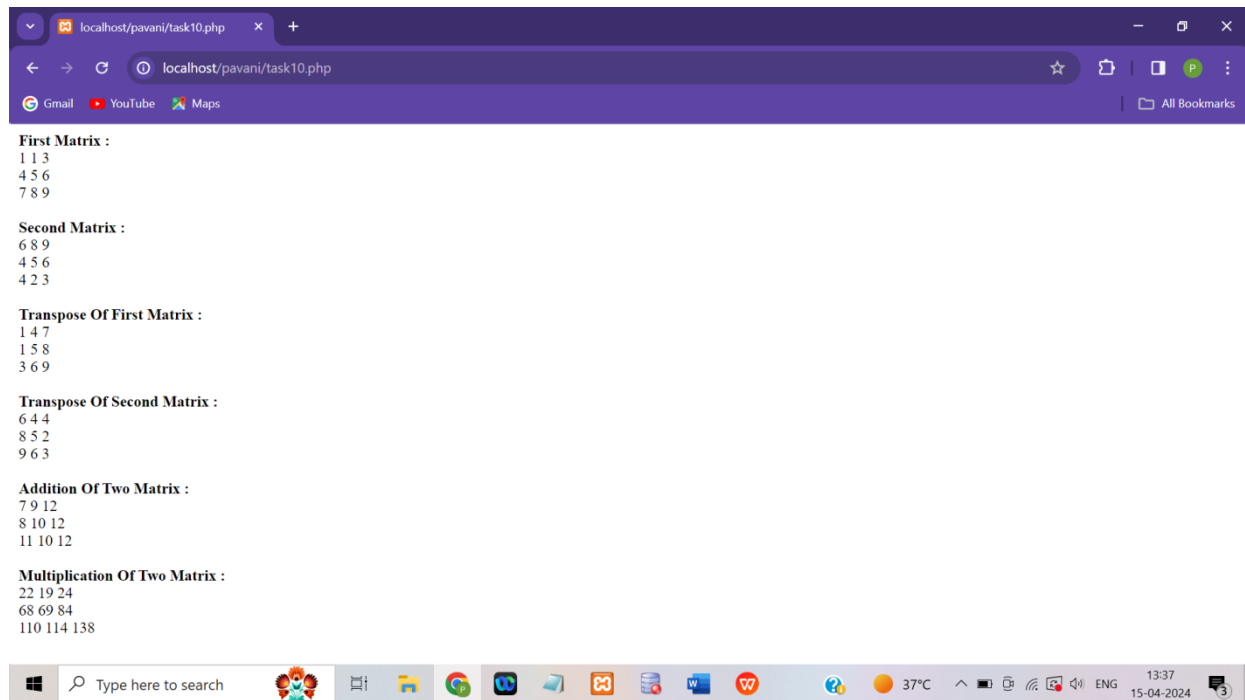 localhost/pavani/task10.php
localhost/pavani/task10.php
P
Gmail YouTube Maps All Bookmarks
First Matrix :
1 1 3
4 5 6
7 8 9
Second Matrix :
6 8 9
4 5 6
4 2 3
Transpose Of First Matrix :
1 4 7
1 5 8
3 6 9
Transpose Of Second Matrix :
6 4 4
8 5 2
9 6 3
Addition Of Two Matrix :
7 9 12
8 10 12
11 10 12
Multiplication Of Two Matrix :
22 19 24
68 69 84
110 114 138
Type here to search 37°C ENG 13:37
15-04-2024 3